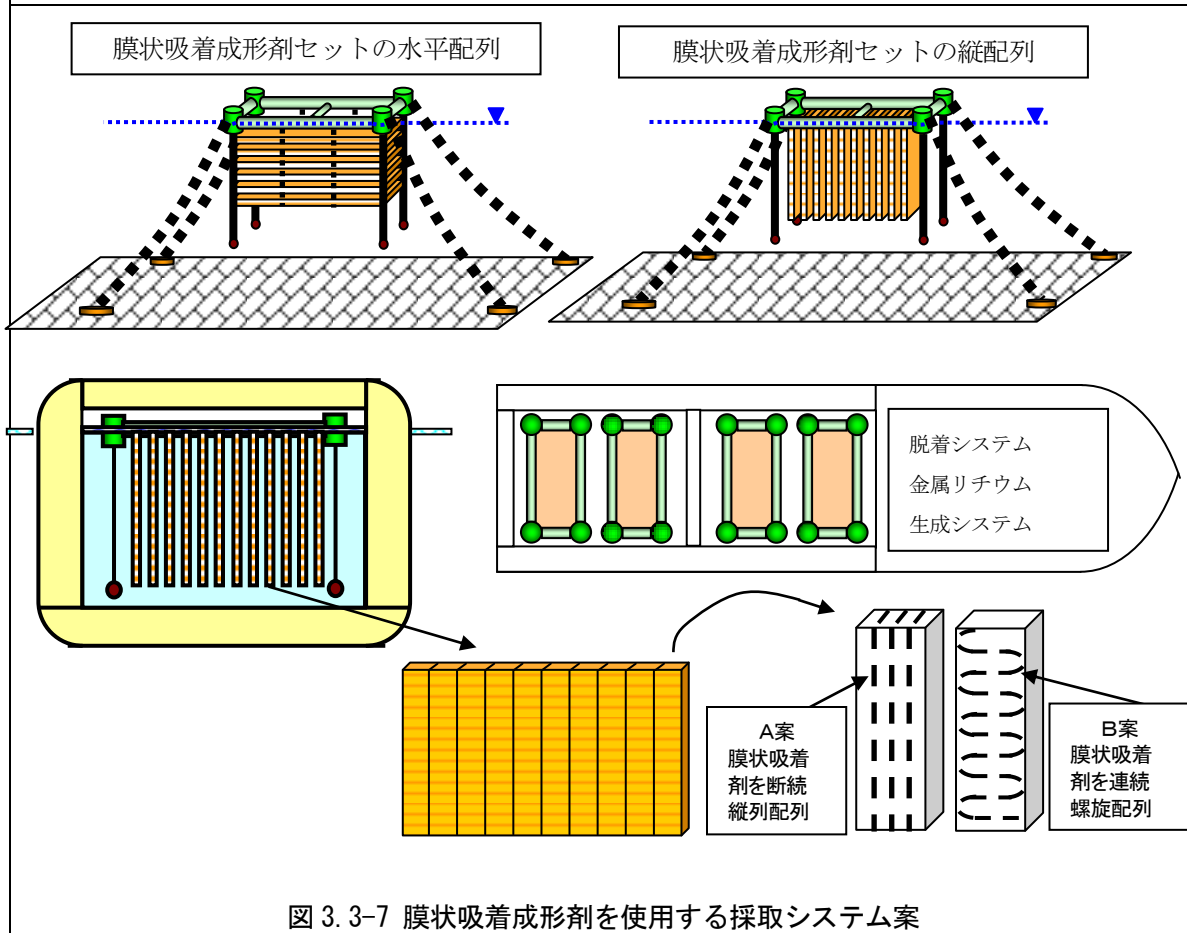 膜状吸着成形剤セットの水平配列
膜状吸着成形剤セットの縦配列
脱着システム
金属リチウム
生成システム
A案
膜状吸着
剤を断続
縦列配列
B案
膜状吸着
剤を連続
螺旋配列
図 3.3-7 膜状吸着成形剤を使用する採取システム案